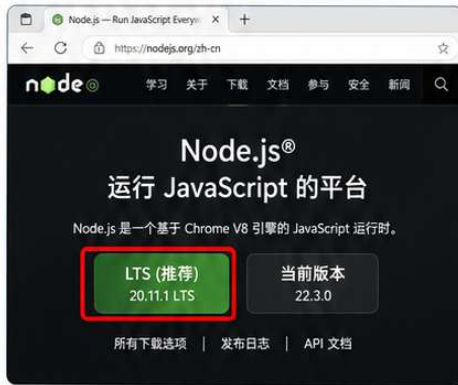 Node.js — Run JavaScript Everyw
https://nodejs.org/zh-cn
node 学习 关于 下载 文档 参与 安全 新闻
Node.js®
运行 JavaScript 的平台
Node.js 是一个基于 Chrome V8 引擎的 JavaScript 运行时。
LTS (推荐) 当前版本
20.11.1 LTS 22.3.0
所有下载选项 | 发布日志 | API 文档